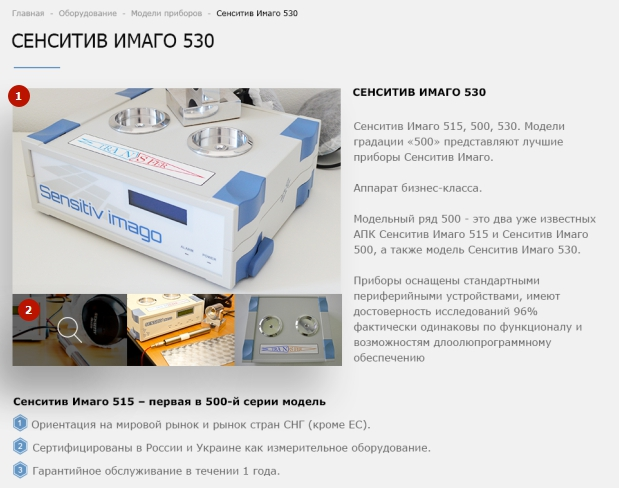 Главная - Оборудование - Модели приборов - Сенситив Имаго 530
СЕНСИТИВ ИМАГО 530
1
TRANSFER
Sensitiv imago
2
СЕНСИТИВ ИМАГО 530
Сенситив Имаго 515, 500, 530. Модели
градации «500» представляют лучшие
приборы Сенситив Имаго.
Аппарат бизнес-класса.
Модельный ряд 500 - это два уже известных
АПК Сенситив Имаго 515 и Сенситив Имаго
500, а также модель Сенситив Имаго 530.
Приборы оснащены стандартными
периферийными устройствами, имеют
достоверность исследований 96%
фактически одинаковы по функционалу и
возможностям длоолюпрограммному
обеспечению
Сенситив Имаго 515 – первая в 500-й серии модель
1 Ориентация на мировой рынок и рынок стран СНГ (кроме ЕС).
2 Сертифицированы в России и Украине как измерительное оборудование.
3 Гарантийное обслуживание в течении 1 года.